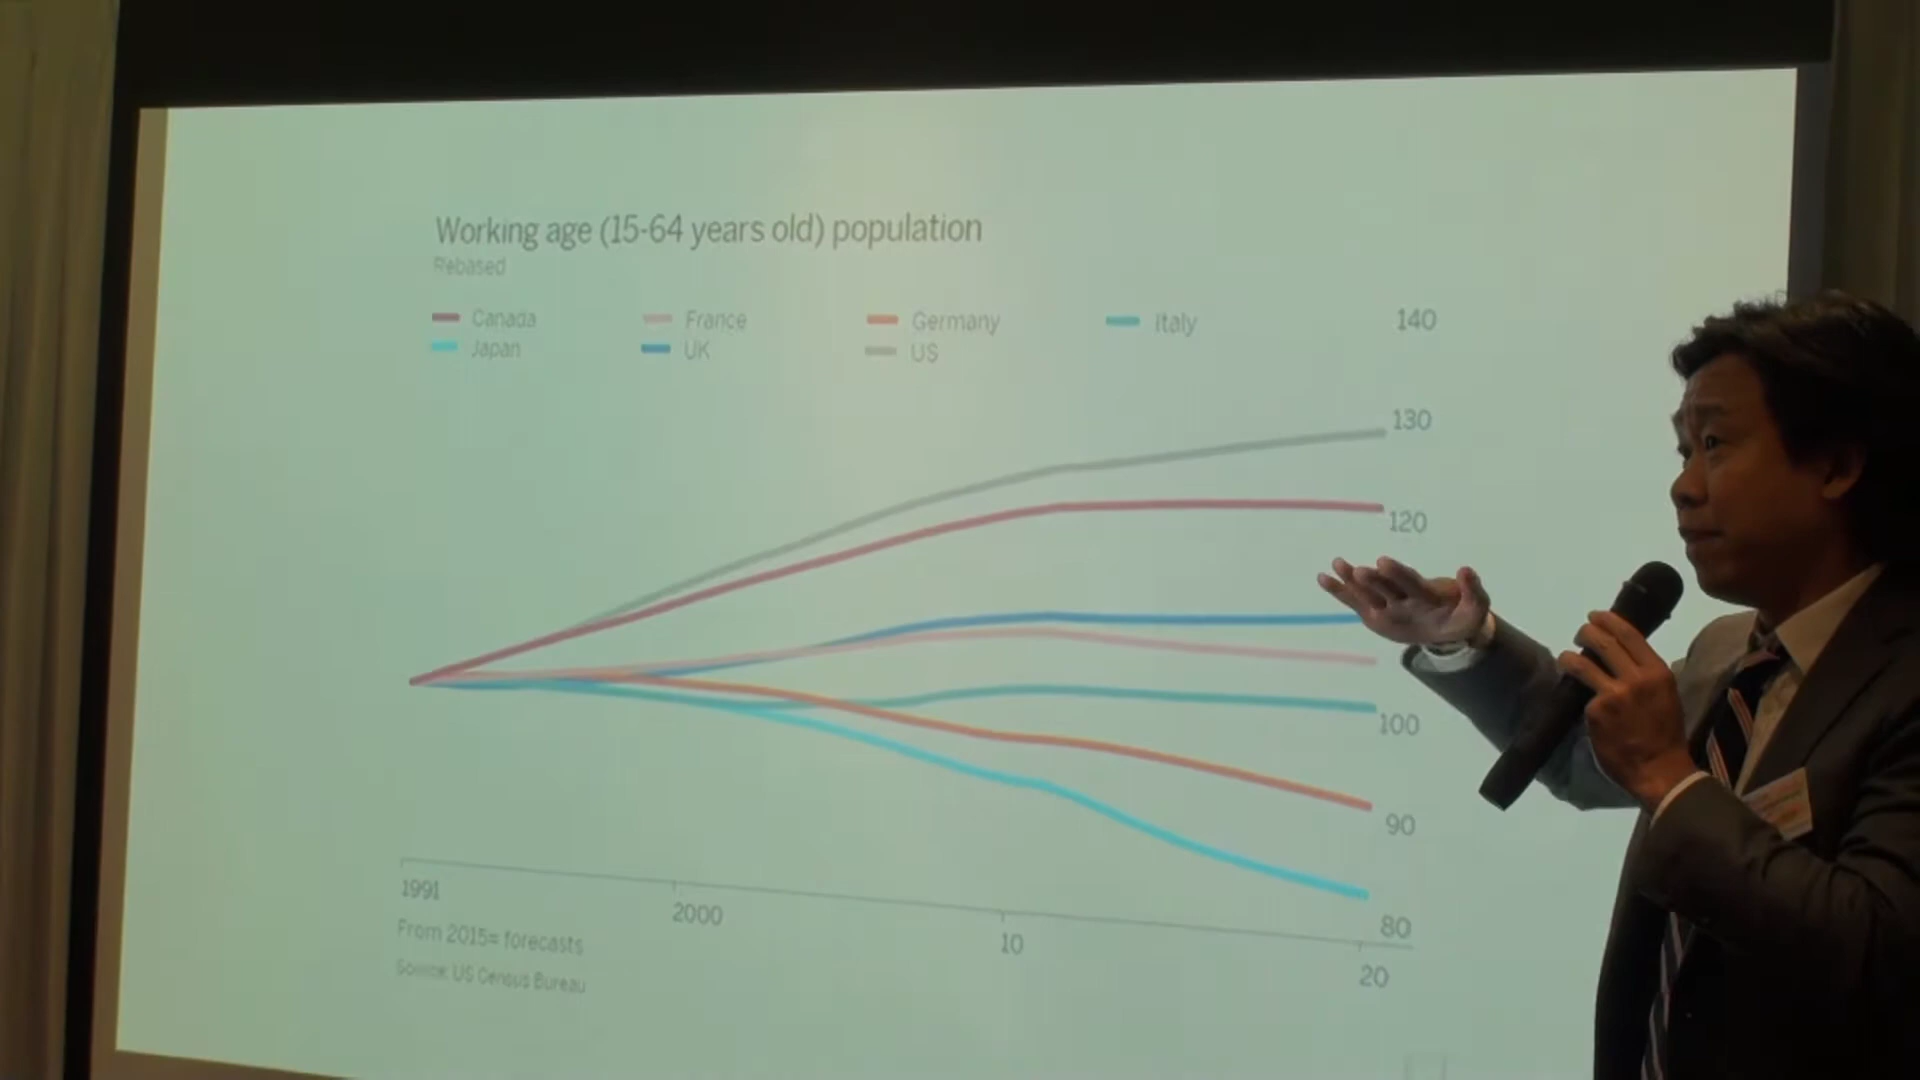 Working age (15-64 years old) population
Rebased
Canada France Germany Italy
Japan UK US
140
130
120
100
90
80
1991 2000 10 20
From 2015= forecasts
Source: US Census Bureau